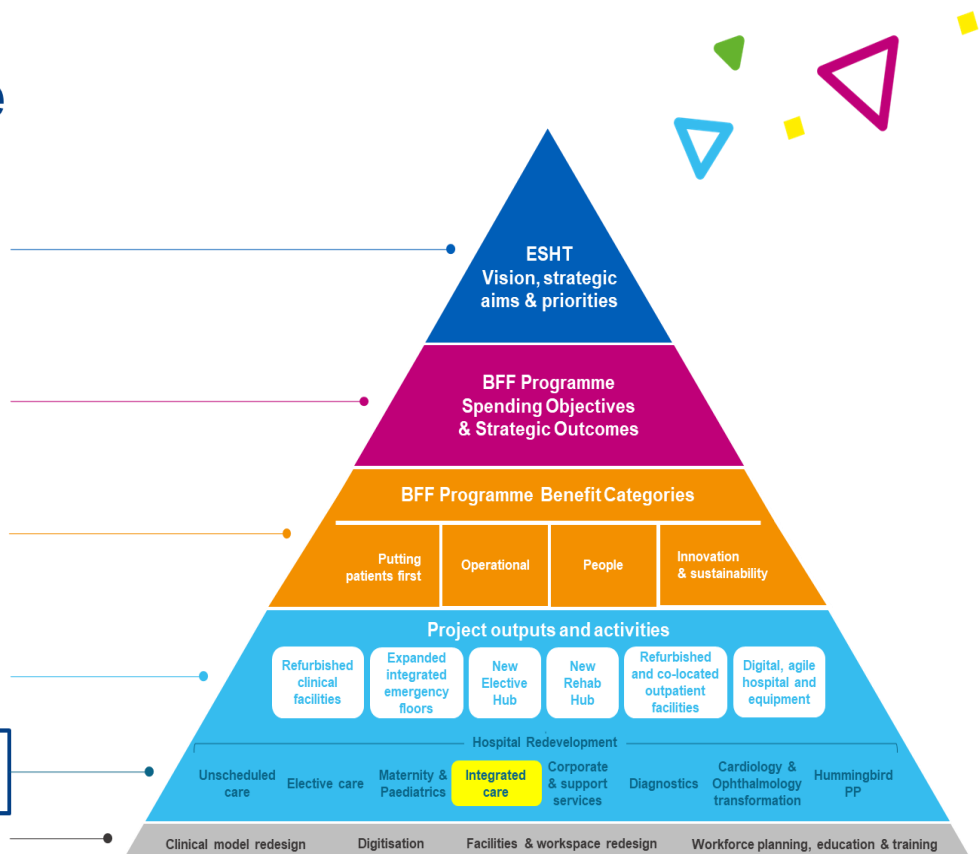 e
ESHT
Vision, strategic
aims & priorities
BFF Programme
Spending Objectives
& Strategic Outcomes
BFF Programme Benefit Categories
Putting
patients first
Operational
People
Innovation
& sustainability
Project outputs and activities
Refurbished
clinical
facilities
Expanded
integrated
emergency
floors
New
Elective
Hub
New
Rehab
Hub
Refurbished
and co-located
outpatient
facilities
Digital, agile
hospital and
equipment
Hospital Redevelopment
Unscheduled
care
Elective care
Maternity &
Paediatrics
Integrated
care
Corporate
& support
services
Diagnostics
Cardiology &
Ophthalmology
transformation
Hummingbird
PP
Clinical model redesign
Digitisation
Facilities & workspace redesign
Workforce planning, education & training